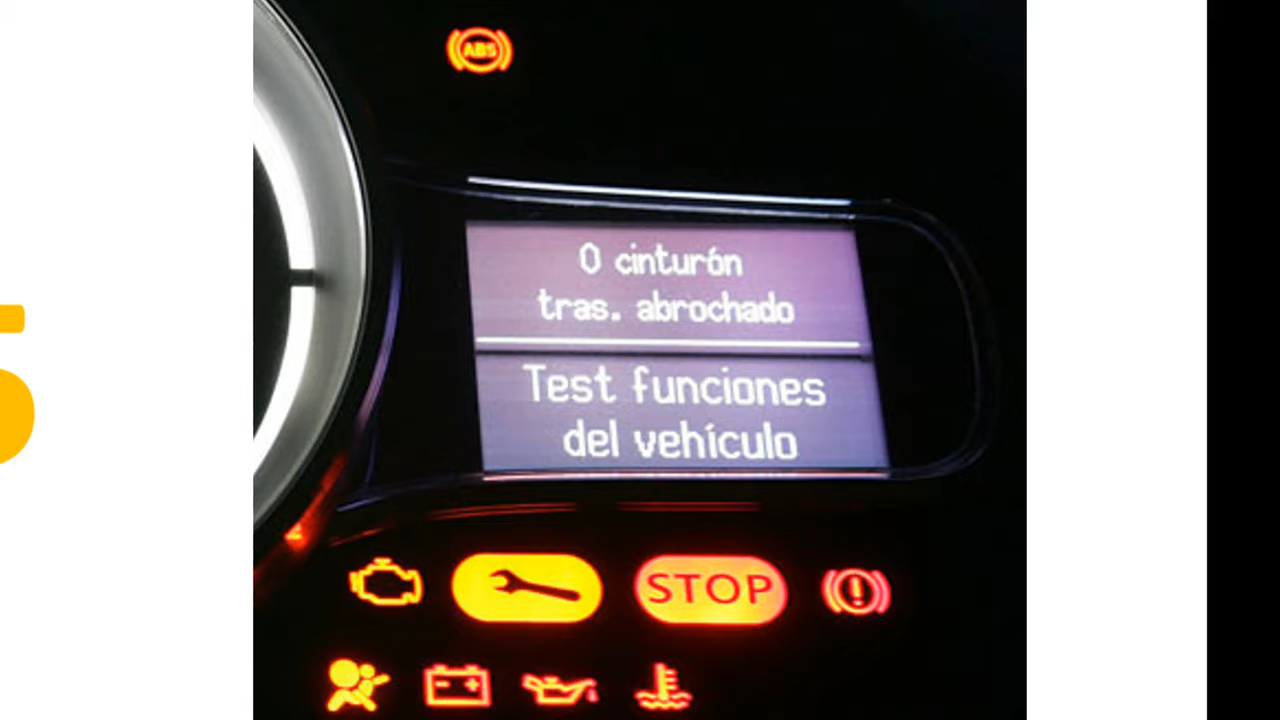 ABS
0 cinturón
tras. abrochado
Test funciones
del vehículo
STOP